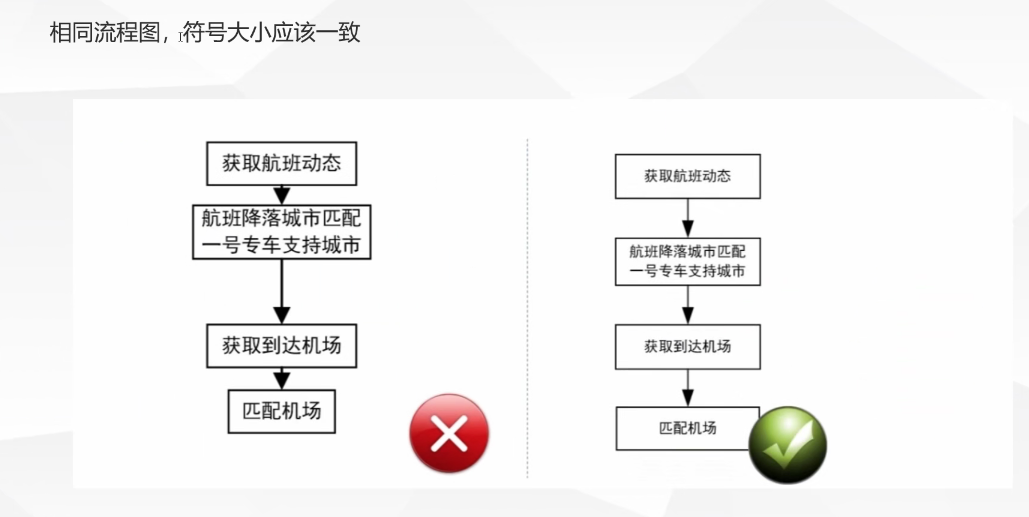 相同流程图，符号大小应该一致
获取航班动态
航班降落城市匹配
一号专车支持城市
获取到达机场
匹配机场
获取航班动态
航班降落城市匹配
一号专车支持城市
获取到达机场
匹配机场